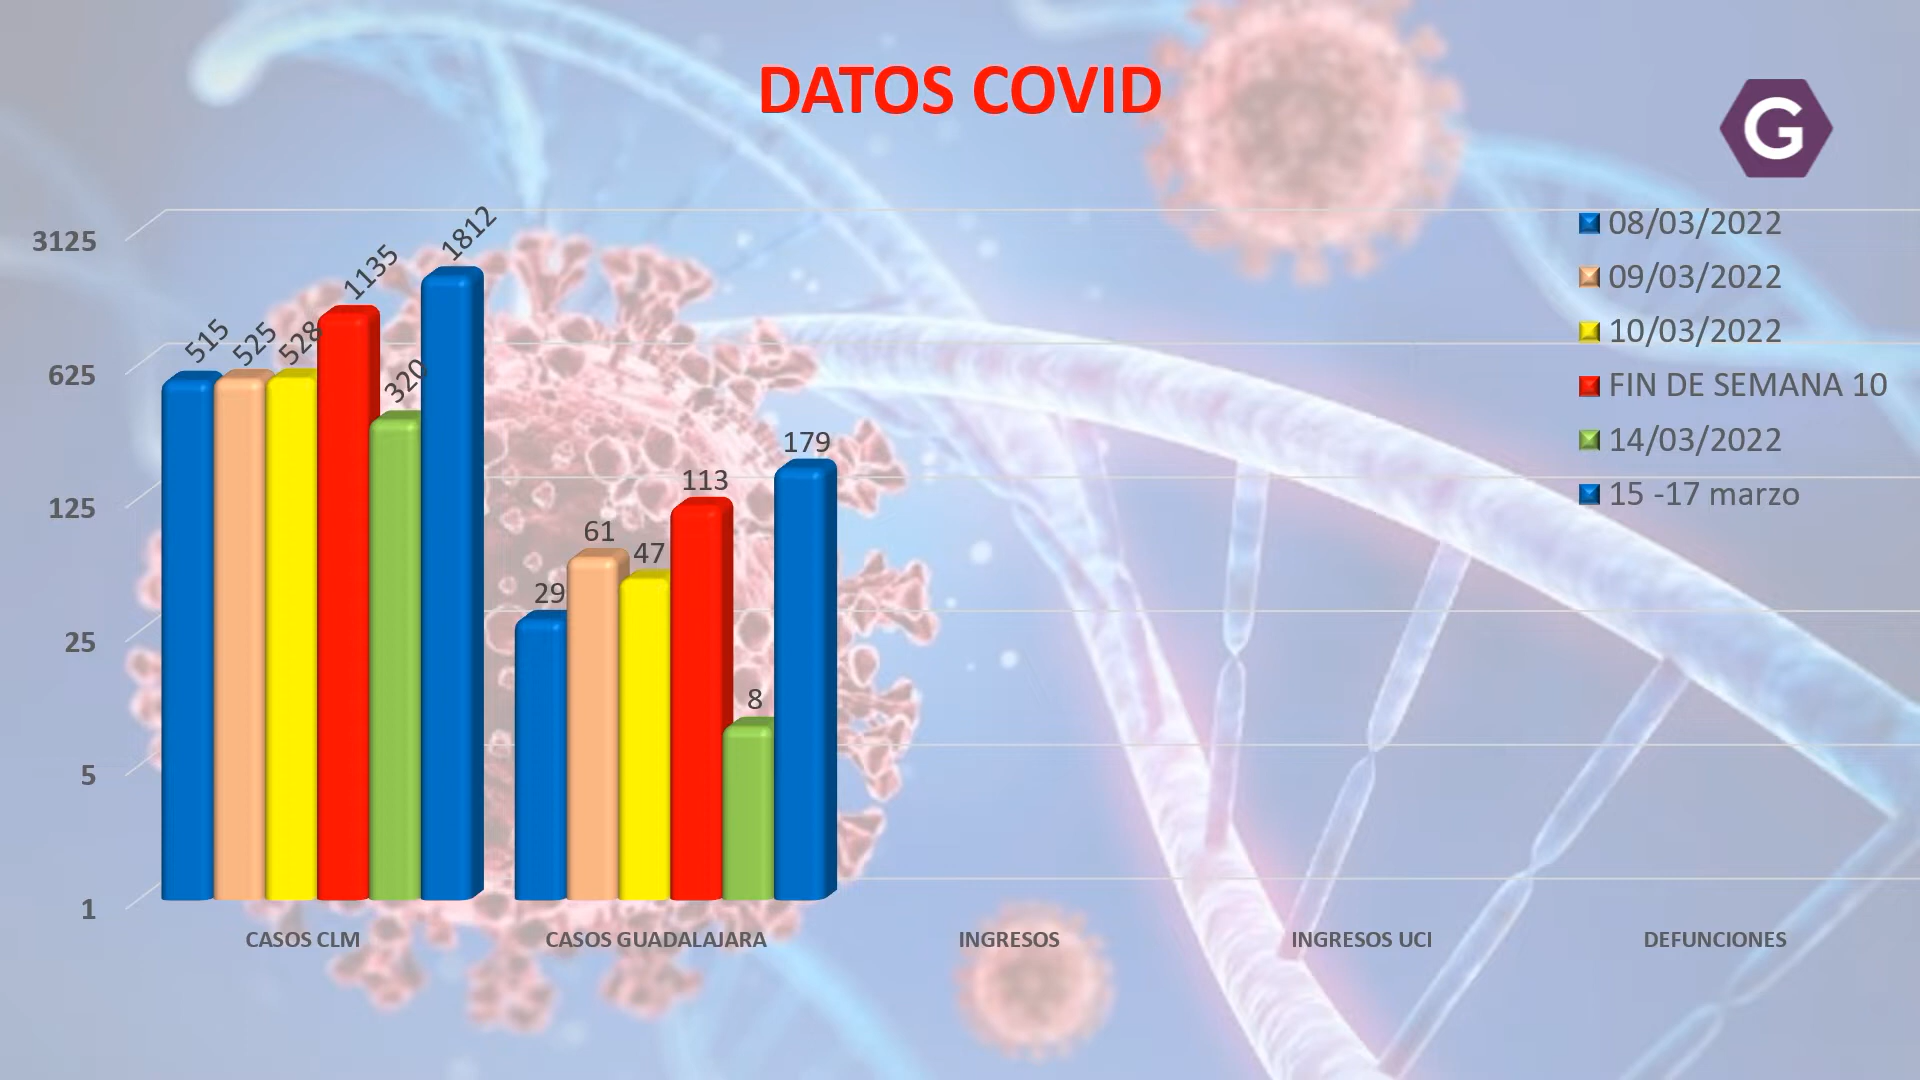 DATOS COVID
G
3125
625
125
25
5
1
515
525
528
1135
320
1812
29
61
47
113
8
179
CASOS CLM
CASOS GUADALAJARA
INGRESOS
INGRESOS UCI
DEFUNCIONES
08/03/2022
09/03/2022
10/03/2022
FIN DE SEMANA 10
14/03/2022
15 -17 marzo